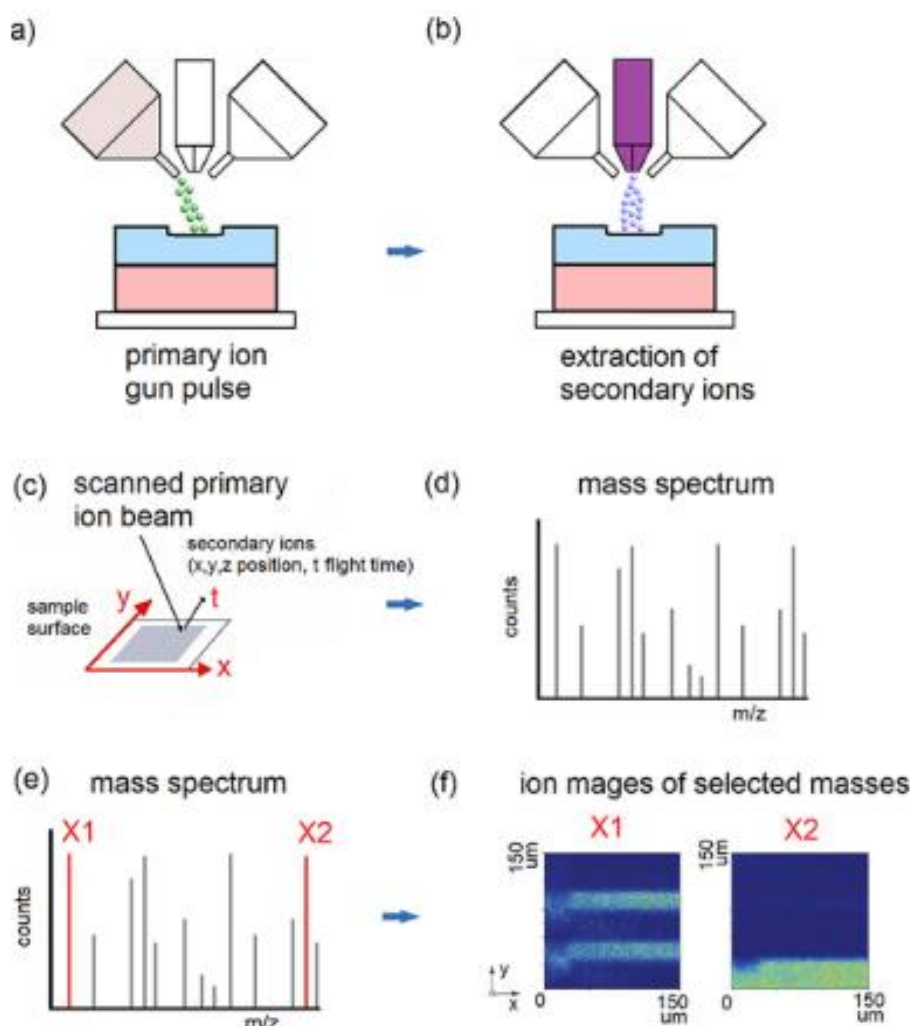 a)
(b)
primary ion
gun pulse
extraction of
secondary ions
(c)
scanned primary
ion beam
secondary ions
(x,y,z position, t flight time)
t
y
sample
surface
x
(d)
mass spectrum
counts
m/z
(e)
mass spectrum
X1
X2
counts
m/z
(f)
ion mages of selected masses
X1
X2
150
um
150
um
y
x
0
150
um
0
150
um